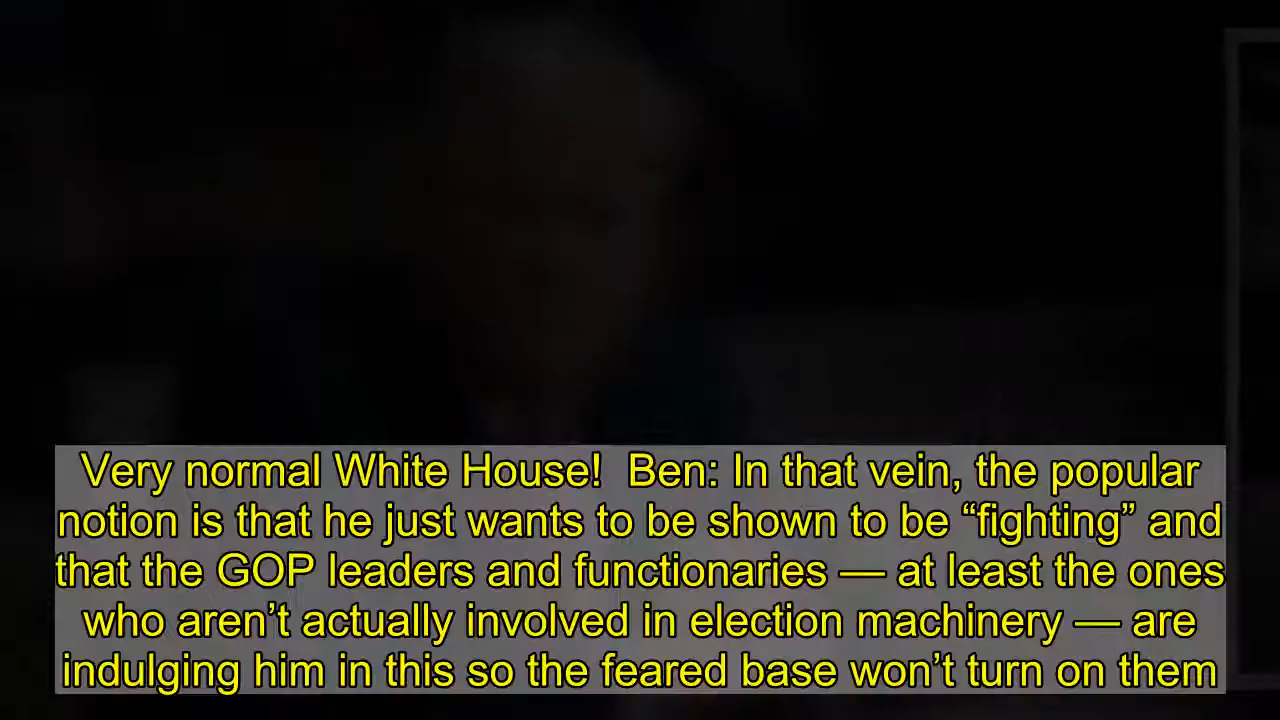 Very normal White House!  Ben: In that vein, the popular
notion is that he just wants to be shown to be “fighting” and
that the GOP leaders and functionaries — at least the ones
who aren’t actually involved in election machinery — are
indulging him in this so the feared base won’t turn on them